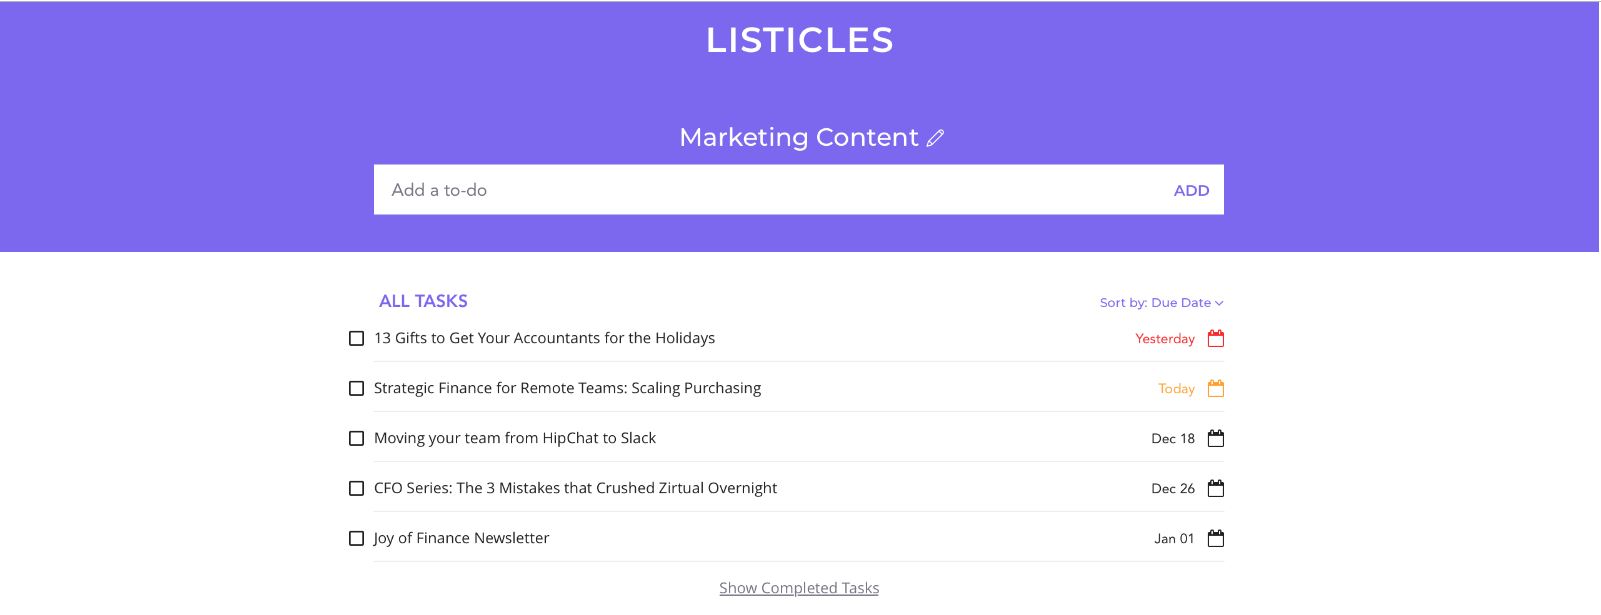 LISTICLES
Marketing Content
Add a to-do ADD
ALL TASKS Sort by: Due Date
13 Gifts to Get Your Accountants for the Holidays Yesterday
Strategic Finance for Remote Teams: Scaling Purchasing Today
Moving your team from HipChat to Slack Dec 18
CFO Series: The 3 Mistakes that Crushed Zirtual Overnight Dec 26
Joy of Finance Newsletter Jan 01
Show Completed Tasks